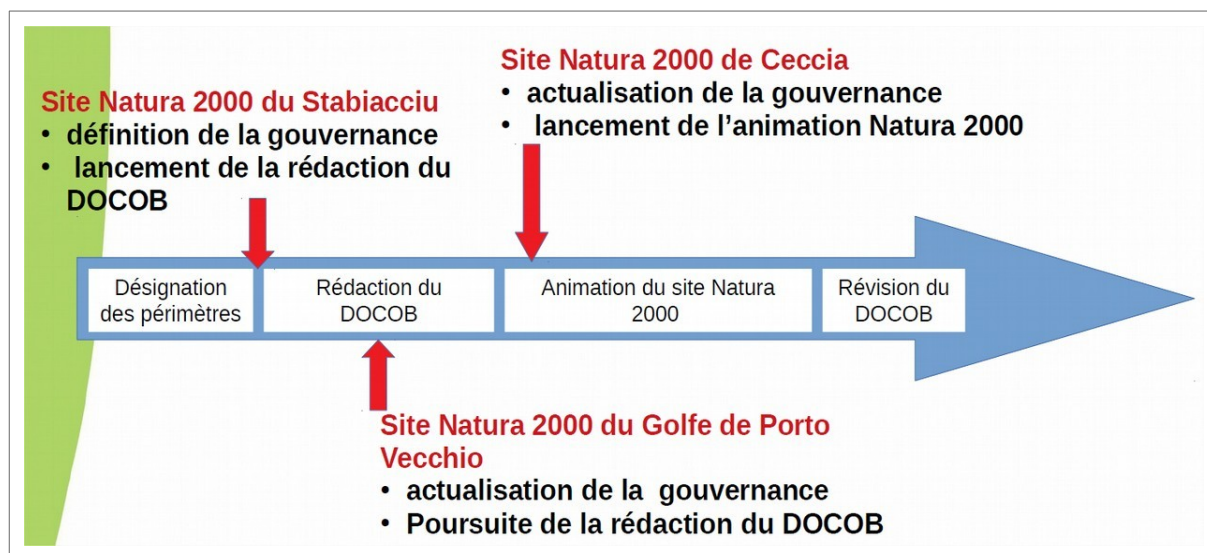 Site Natura 2000 de Ceccia
• actualisation de la gouvernance
• lancement de l'animation Natura 2000
Site Natura 2000 du Stabiacciu
• définition de la gouvernance
• lancement de la rédaction du
DOCOB
Désignation
des périmètres
Rédaction du
DOCOB
Animation du site Natura
2000
Révision du
DOCOB
Site Natura 2000 du Golfe de Porto
Vecchio
• actualisation de la gouvernance
• Poursuite de la rédaction du DOCOB